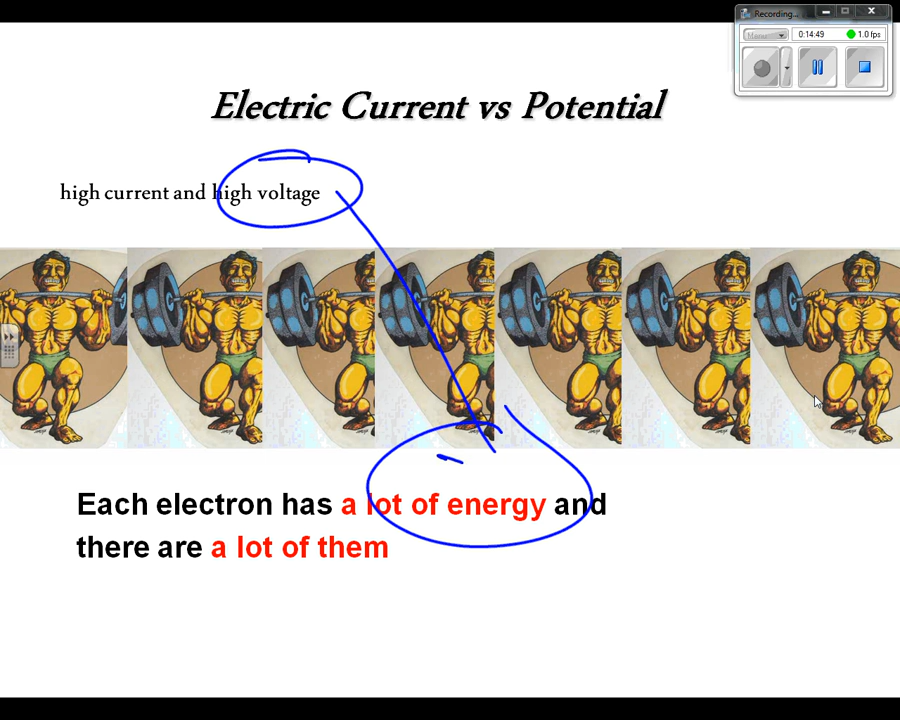 Recording...
Menu
0:14:49
1.0 fps
Electric Current vs Potential
high current and high voltage
Each electron has a lot of energy and
there are a lot of them